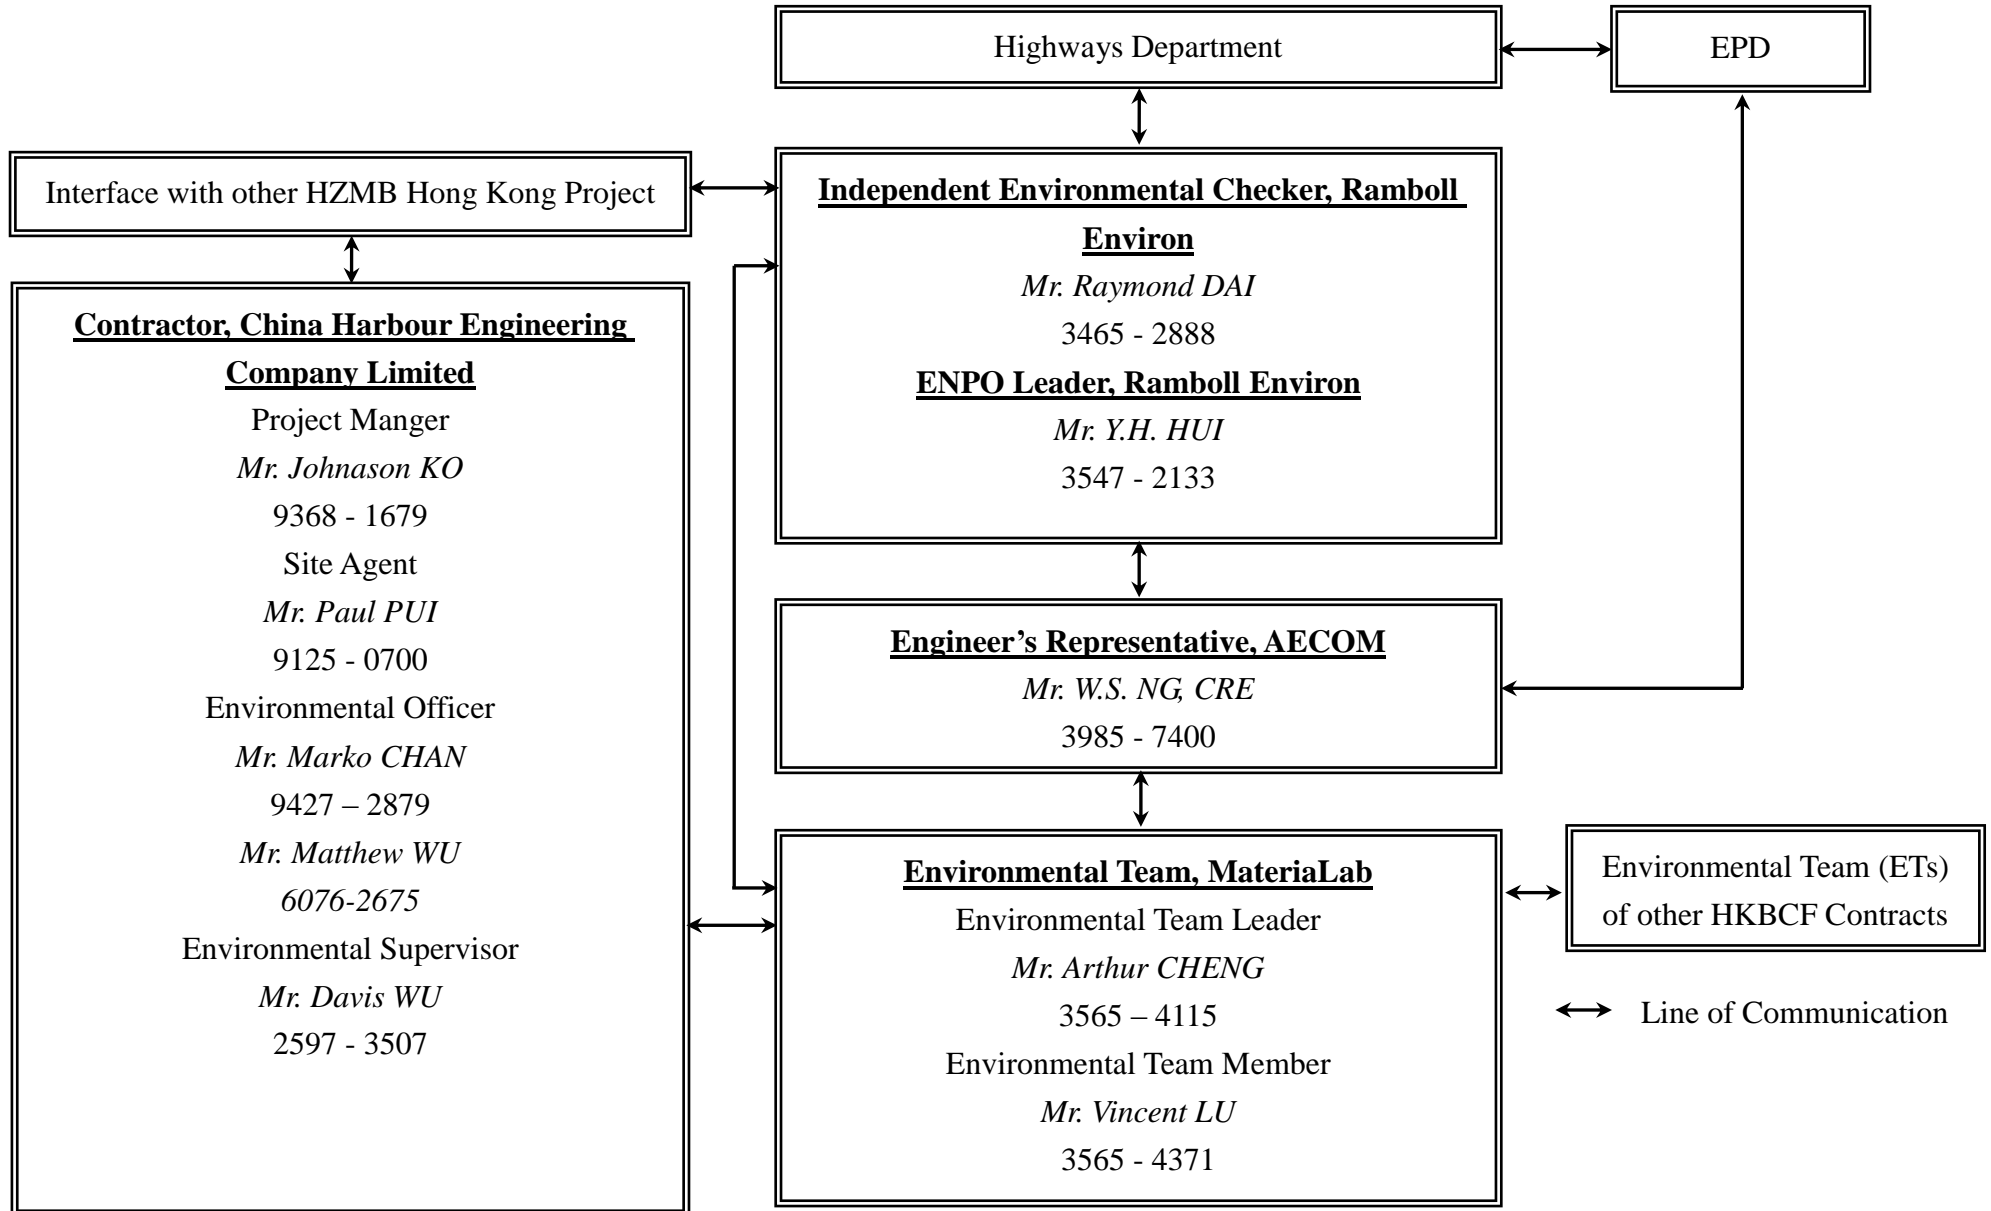 Highways Department
EPD
Interface with other HZMB Hong Kong Project
Independent Environmental Checker, Ramboll
Environ
Mr. Raymond DAI
3465 - 2888
ENPO Leader, Ramboll Environ
Mr. Y.H. HUI
3547 - 2133
Contractor, China Harbour Engineering
Company Limited
Project Manger
Mr. Johnason KO
9368 - 1679
Site Agent
Mr. Paul PUI
9125 - 0700
Environmental Officer
Mr. Marko CHAN
9427 – 2879
Mr. Matthew WU
6076-2675
Environmental Supervisor
Mr. Davis WU
2597 - 3507
Engineer’s Representative, AECOM
Mr. W.S. NG, CRE
3985 - 7400
Environmental Team, MateriaLab
Environmental Team Leader
Mr. Arthur CHENG
3565 – 4115
Environmental Team Member
Mr. Vincent LU
3565 - 4371
Environmental Team (ETs)
of other HKBCF Contracts
Line of Communication